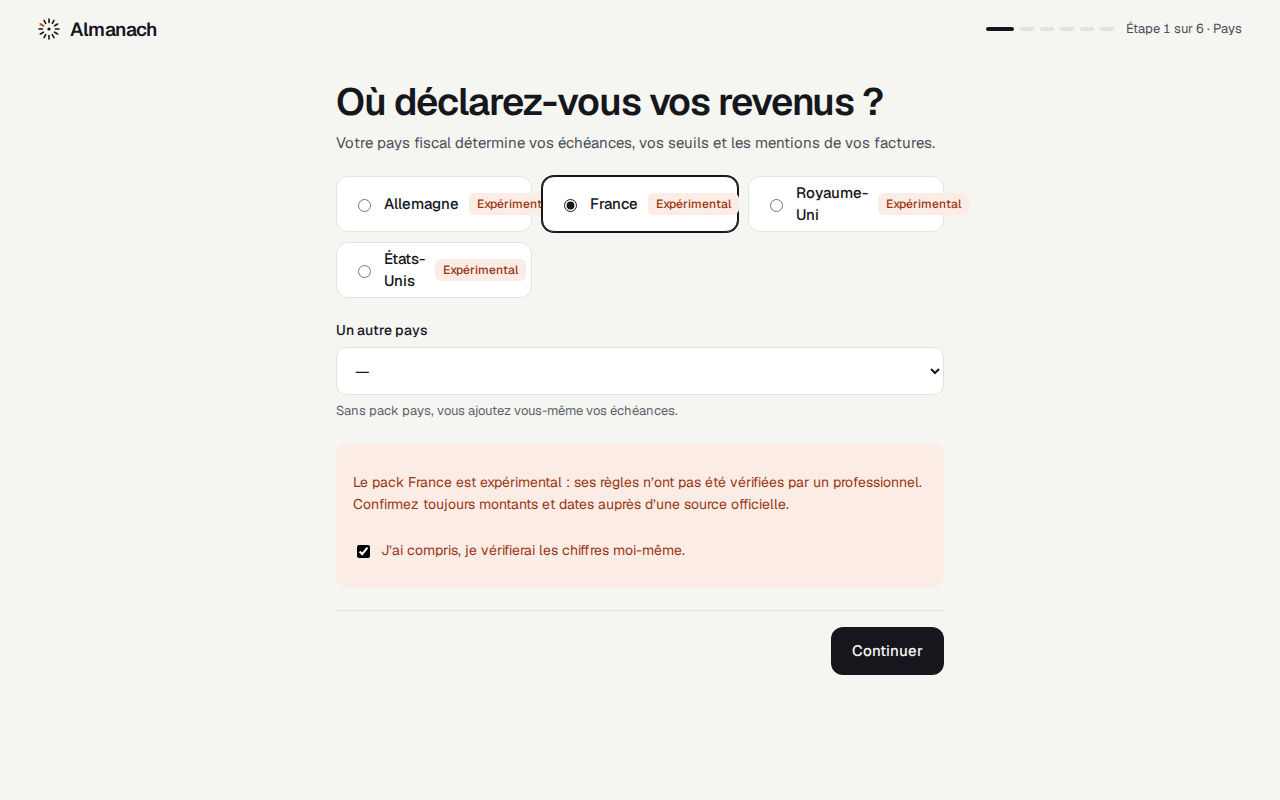 Almanach
Étape 1 sur 6 · Pays
Où déclarez-vous vos revenus ?
Votre pays fiscal détermine vos échéances, vos seuils et les mentions de vos factures.
Allemagne Expériment
France Expérimental
Royaume-
Uni
Expérimental
États-
Unis
Expérimental
Un autre pays
—
Sans pack pays, vous ajoutez vous-même vos échéances.
Le pack France est expérimental : ses règles n'ont pas été vérifiées par un professionnel.
Confirmez toujours montants et dates auprès d'une source officielle.
J'ai compris, je vérifierai les chiffres moi-même.
Continuer